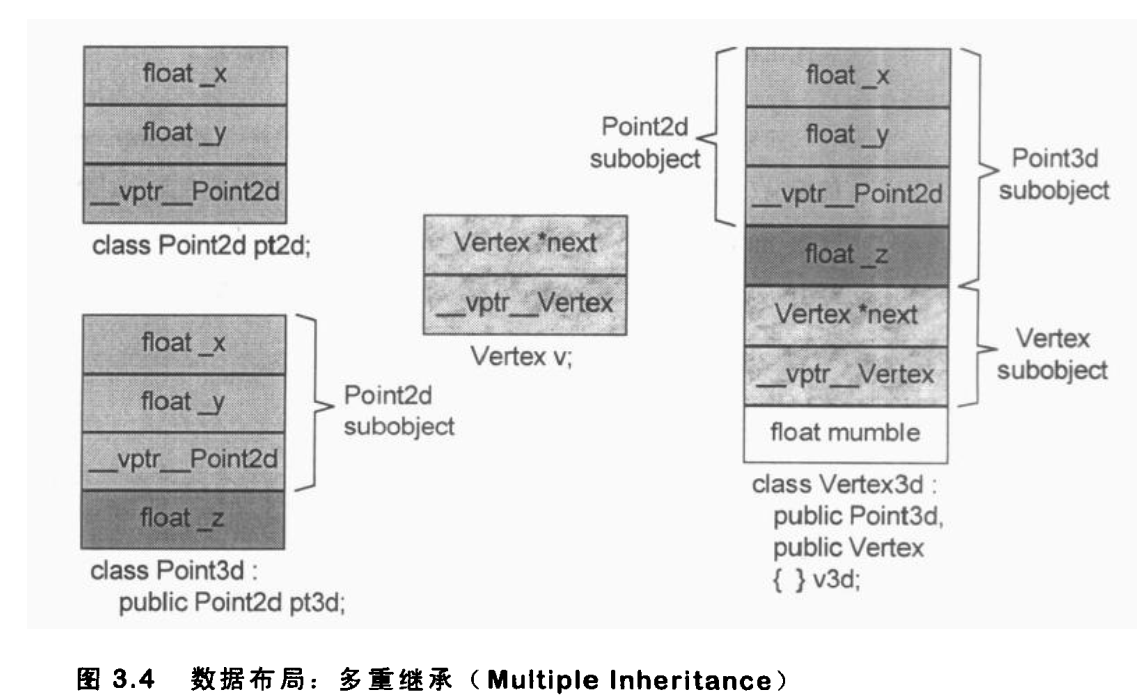 float _x
float _y
__vptr__Point2d
class Point2d pt2d;
float _x
float _y
__vptr__Point2d
float _z
Point2d
subobject
class Point3d :
public Point2d pt3d;
Vertex *next
__vptr__Vertex
Vertex v;
Point2d
subobject
float _x
float _y
__vptr__Point2d
float _z
Vertex *next
__vptr__Vertex
float mumble
Point3d
subobject
Vertex
subobject
class Vertex3d :
public Point3d,
public Vertex
{ } v3d;
图 3.4 数据布局：多重继承（Multiple Inheritance）